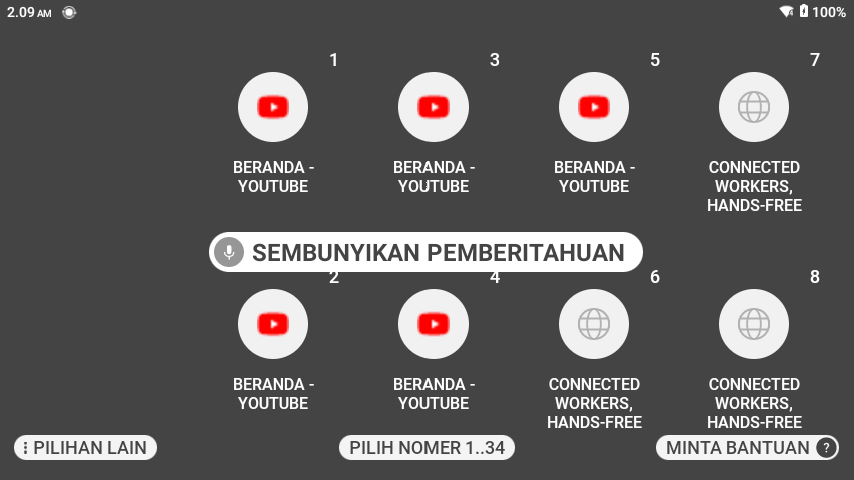 2.09 AM
100%
1
3
5
7
BERANDA -
YOUTUBE
BERANDA -
YOUTUBE
BERANDA -
YOUTUBE
CONNECTED
WORKERS,
HANDS-FREE
SEMBUNYIKAN PEMBERITAHUAN
2
4
6
8
BERANDA -
YOUTUBE
BERANDA -
YOUTUBE
CONNECTED
WORKERS,
HANDS-FREE
CONNECTED
WORKERS,
HANDS-FREE
PILIHAN LAIN
PILIH NOMER 1..34
MINTA BANTUAN ?